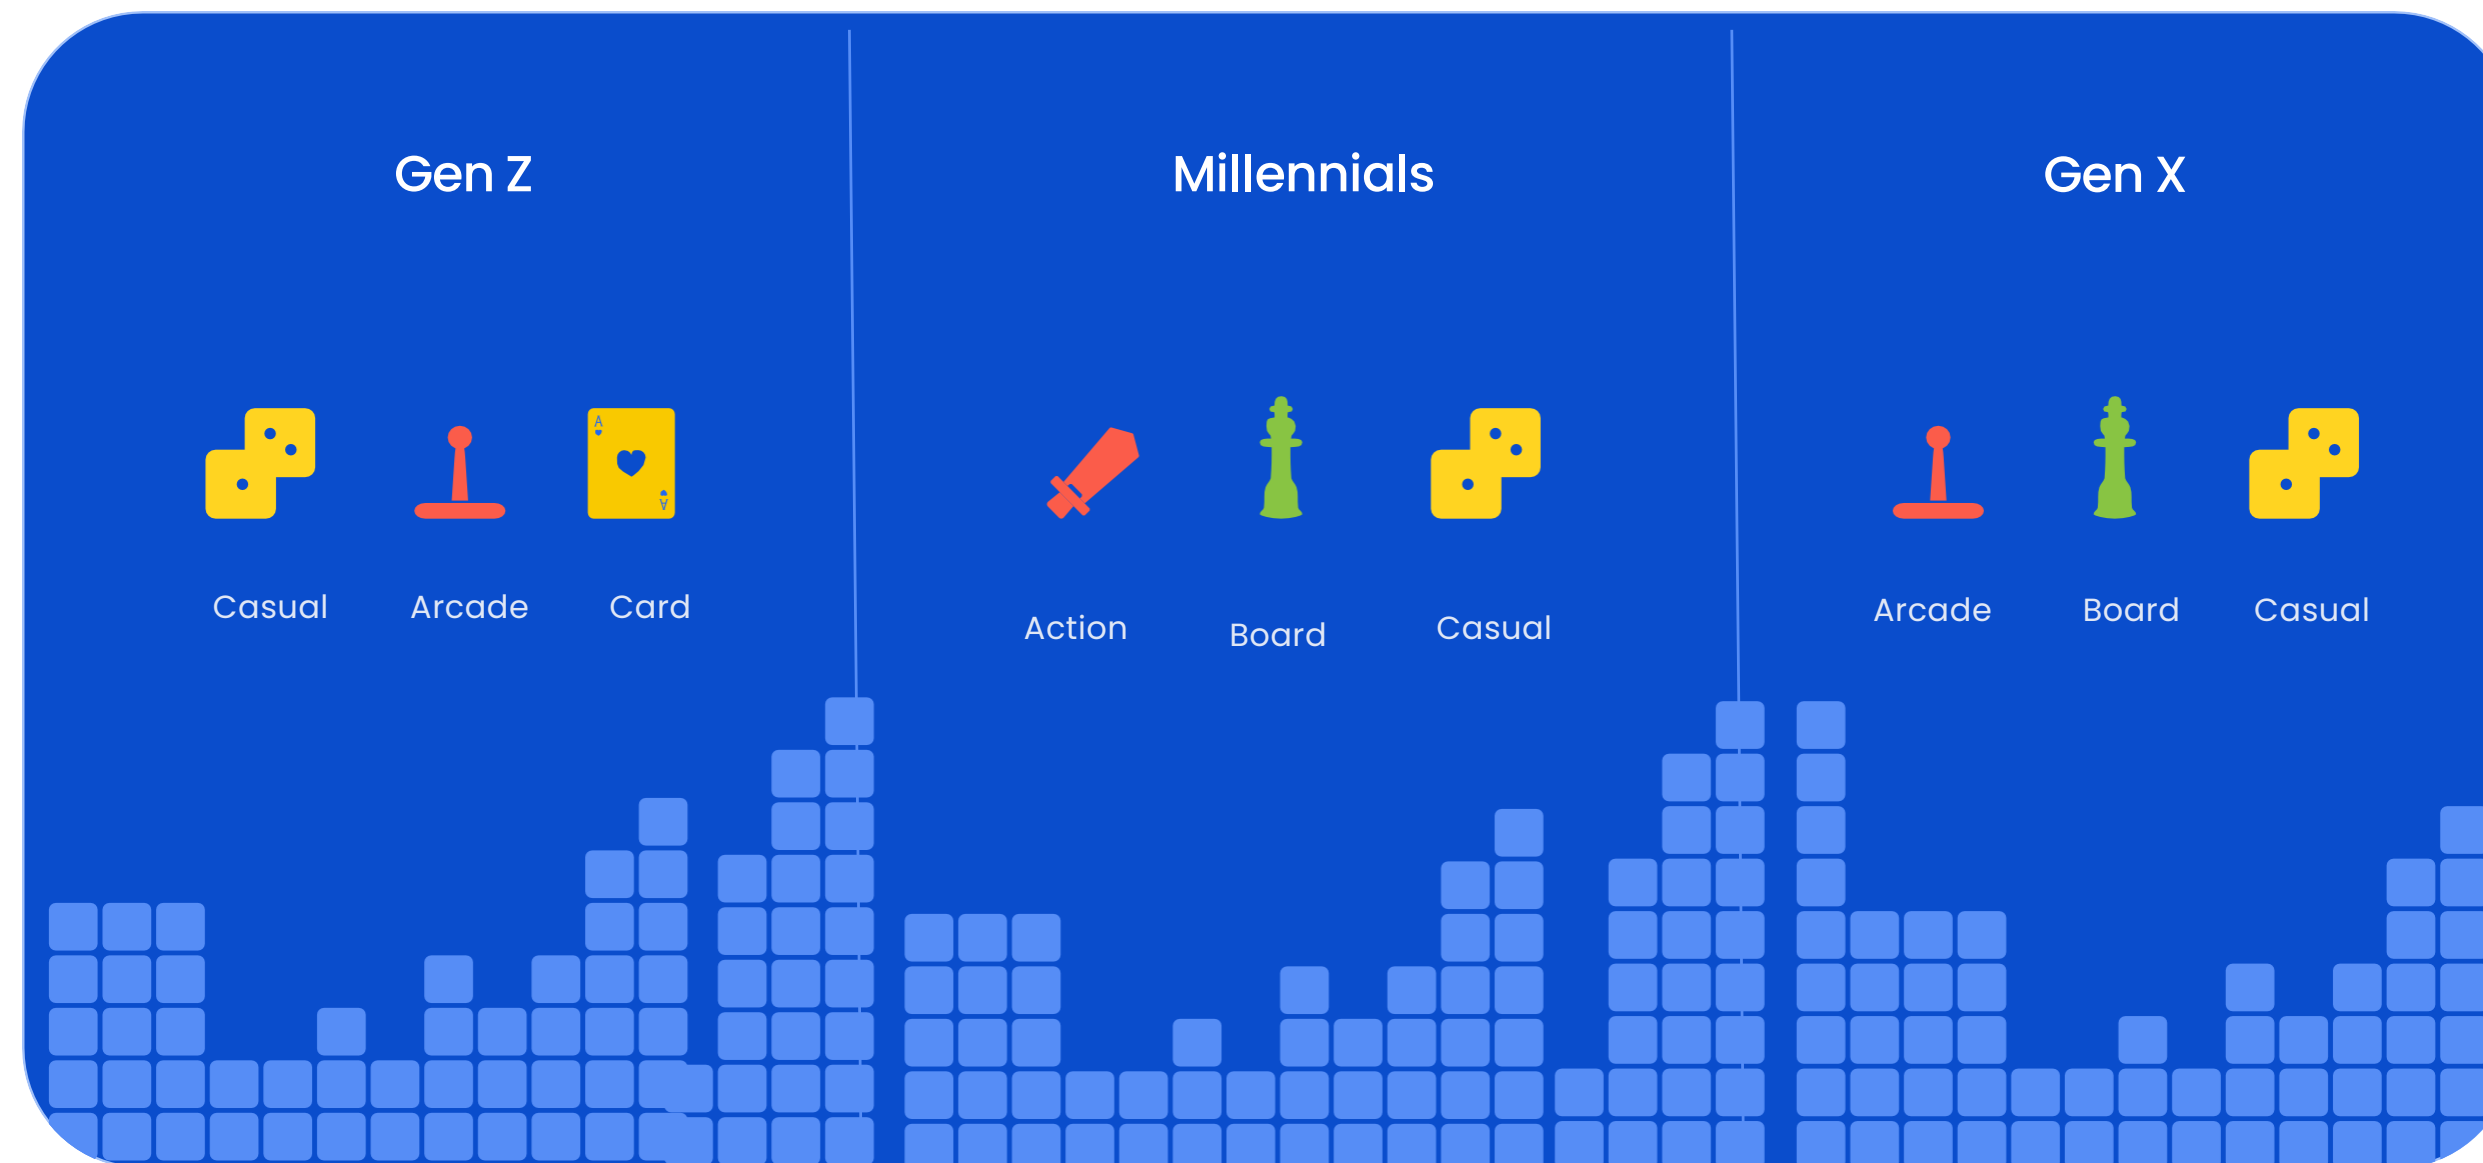 Gen Z
Millennials
Gen X
A
A
Casual
Arcade
Card
Action
Board
Casual
Arcade
Board
Casual